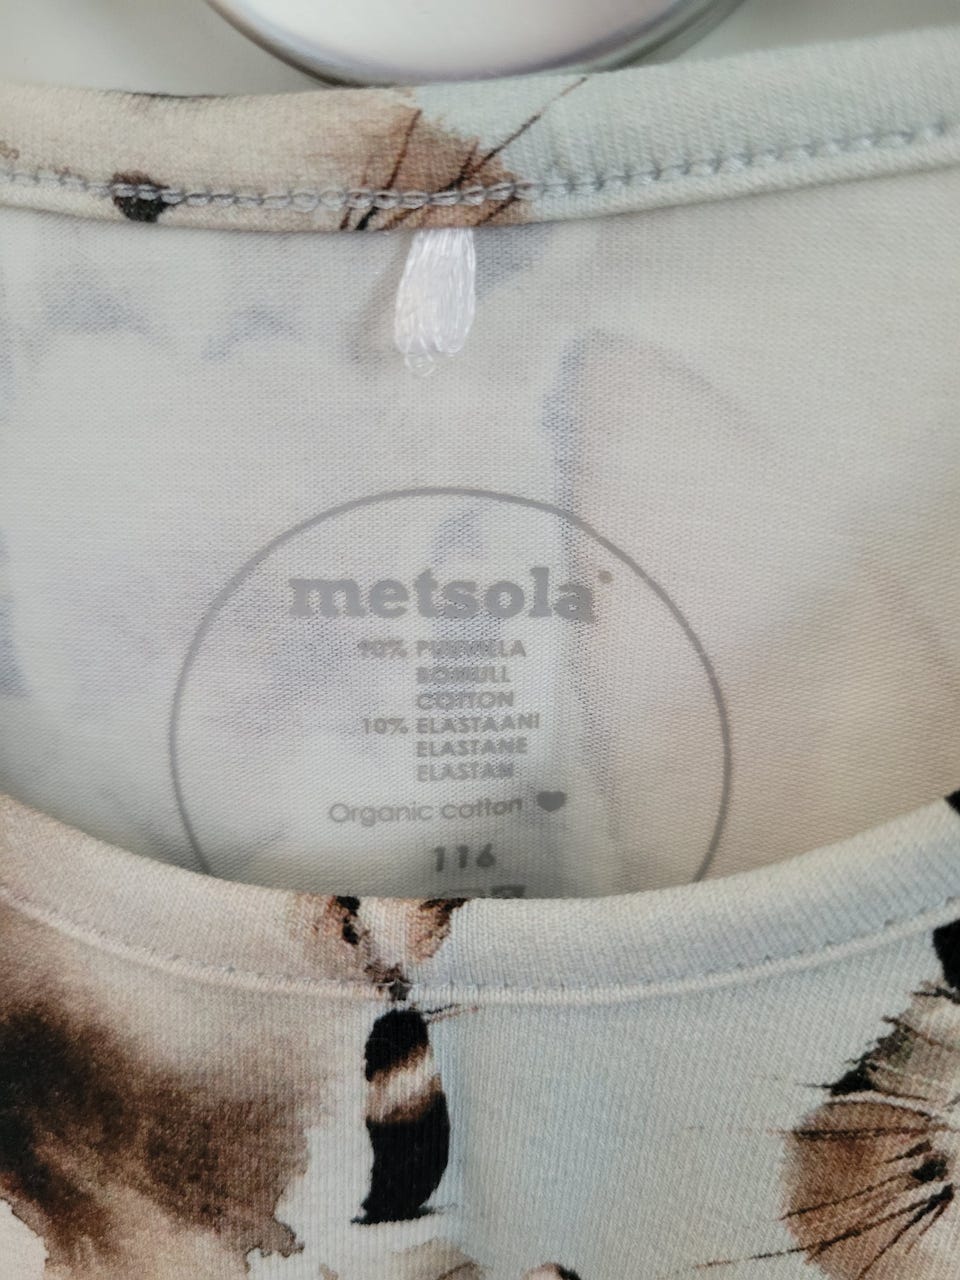 metsola
90% PUUVILLA
BOMULL
COTTON
10% ELASTAANI
ELASTANE
ELASTAN
Organic cotton
116